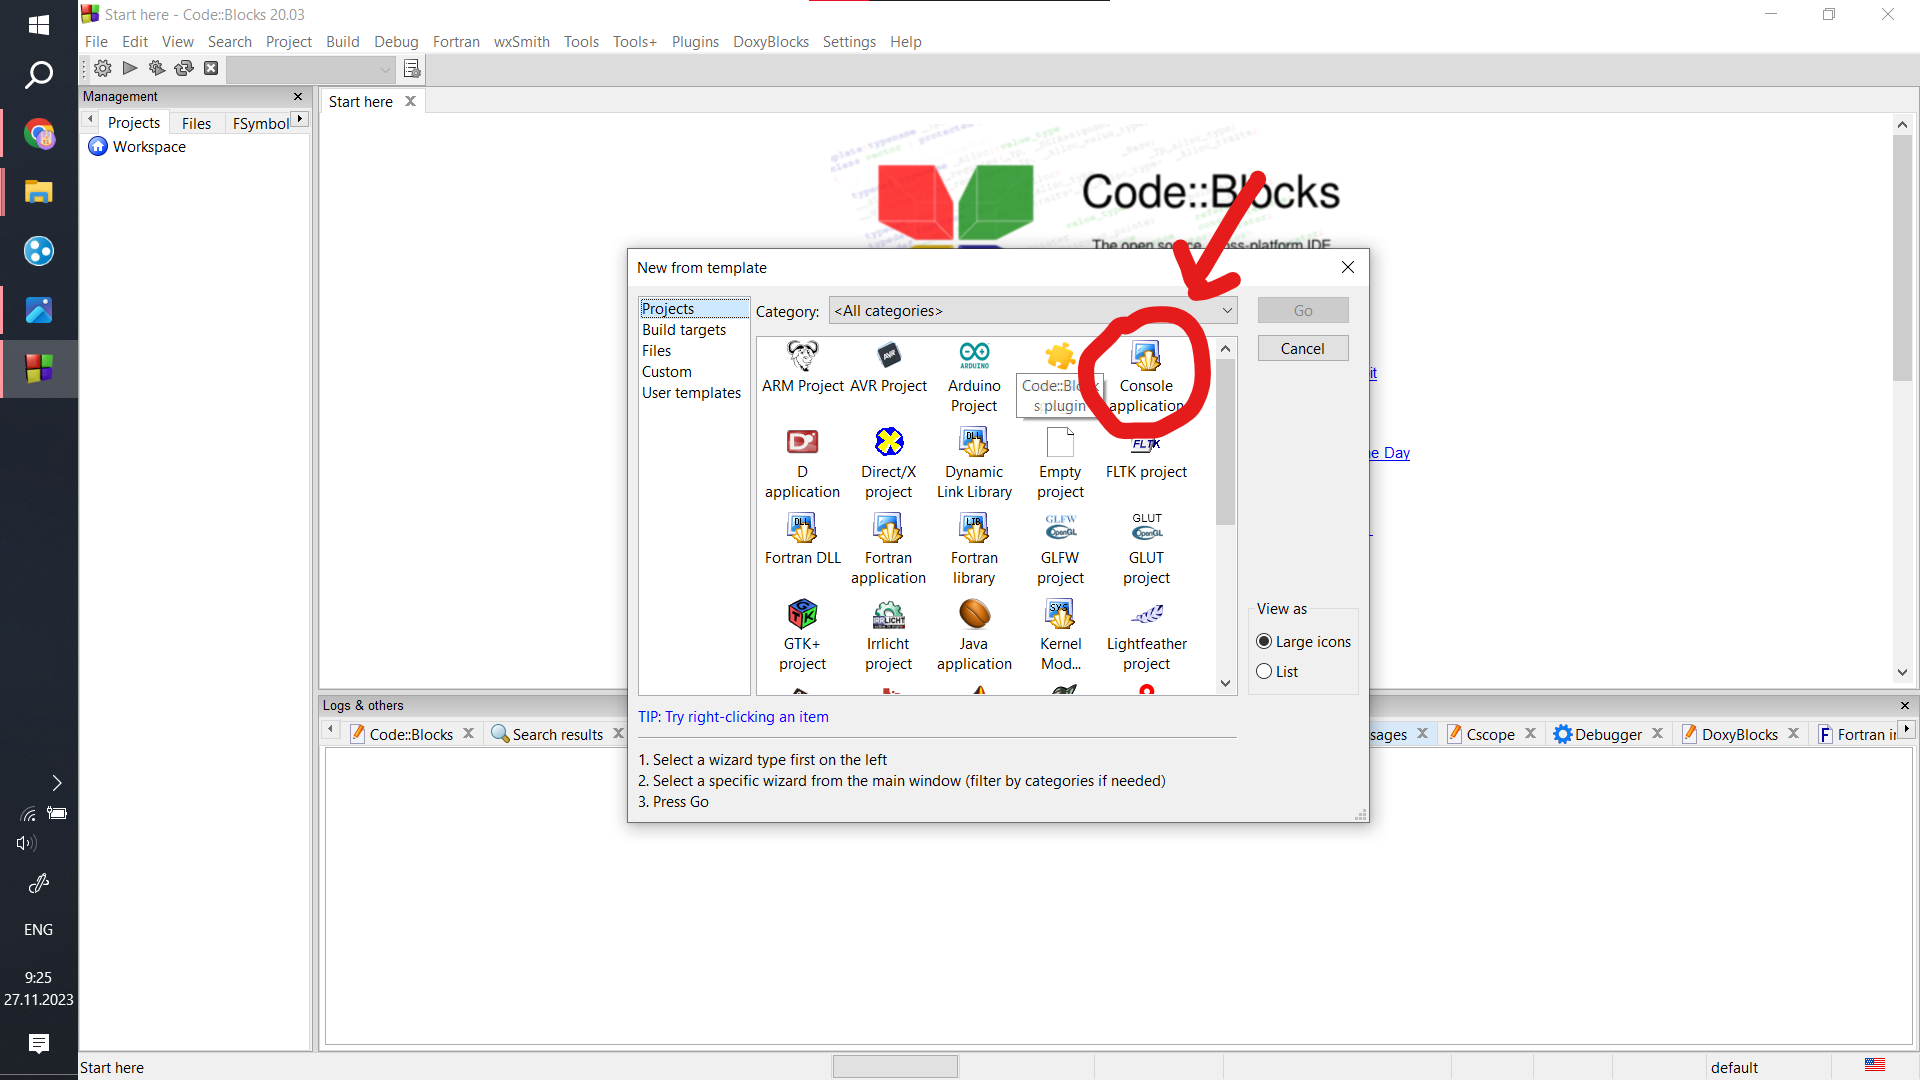 Start here - Code::Blocks 20.03
File Edit View Search Project Build Debug Fortran wxSmith Tools Tools+ Plugins DoxyBlocks Settings Help
Management
Projects Files FSymbol
Workspace
Start here
Code::Blocks
The open source, cross-platform IDE
New from template
Projects
Build targets
Files
Custom
User templates
Category: <All categories>
Go
Cancel
ARM Project
AVR Project
Arduino
Project
Code::Block
s plugin
Console
application
D
application
Direct/X
project
Dynamic
Link Library
Empty
project
FLTK project
Fortran DLL
Fortran
application
Fortran
library
GLFW
project
GLUT
project
GTK+
project
Irrlicht
project
Java
application
Kernel
Mod...
Lightfeather
project
View as
Large icons
List
TIP: Try right-clicking an item
1. Select a wizard type first on the left
2. Select a specific wizard from the main window (filter by categories if needed)
3. Press Go
e Day
Logs & others
Code::Blocks Search results sages Cscope Debugger DoxyBlocks Fortran in
ENG
9:25
27.11.2023
Start here
default